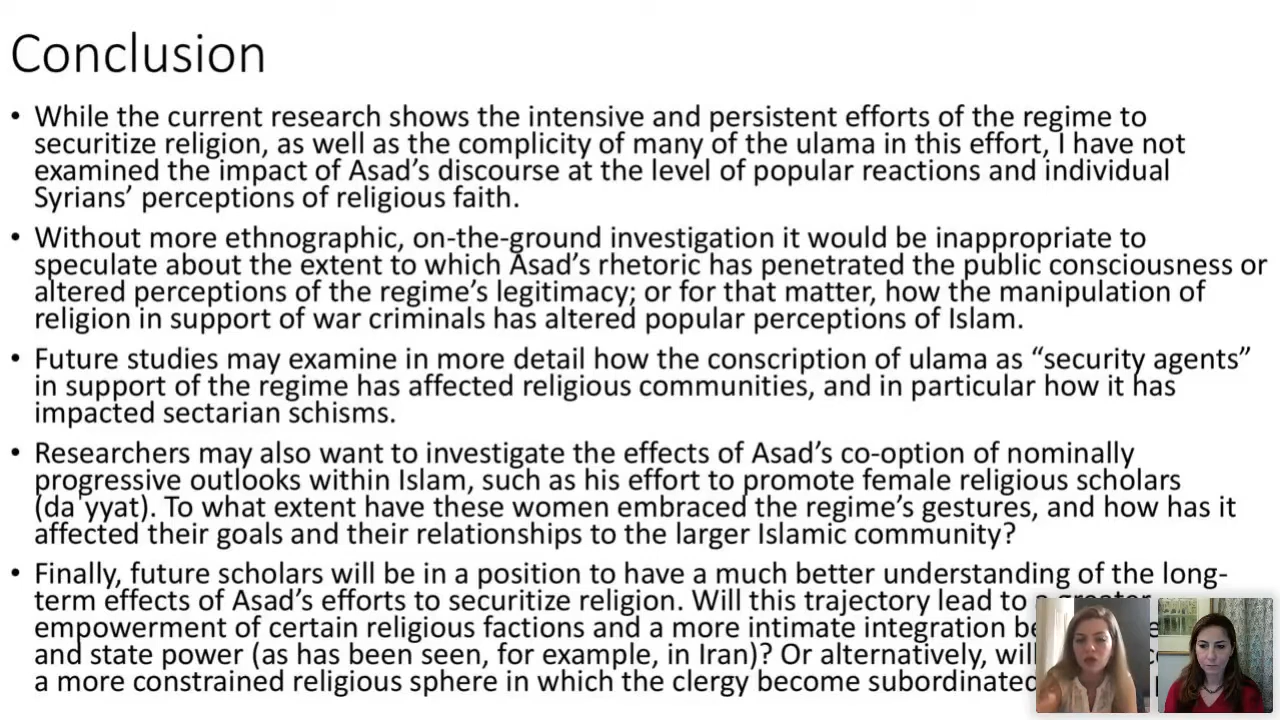 Conclusion
• While the current research shows the intensive and persistent efforts of the regime to
securitize religion, as well as the complicity of many of the ulama in this effort, I have not
examined the impact of Asad's discourse at the level of popular reactions and individual
Syrians' perceptions of religious faith.
• Without more ethnographic, on-the-ground investigation it would be inappropriate to
speculate about the extent to which Asad's rhetoric has penetrated the public consciousness or
altered perceptions of the regime's legitimacy; or for that matter, how the manipulation of
religion in support of war criminals has altered popular perceptions of Islam.
• Future studies may examine in more detail how the conscription of ulama as “security agents”
in support of the regime has affected religious communities, and in particular how it has
impacted sectarian schisms.
• Researchers may also want to investigate the effects of Asad's co-option of nominally
progressive outlooks within Islam, such as his effort to promote female religious scholars
(da'yyat). To what extent have these women embraced the regime's gestures, and how has it
affected their goals and their relationships to the larger Islamic community?
• Finally, future scholars will be in a position to have a much better understanding of the long-
term effects of Asad's efforts to securitize religion. Will this trajectory lead to a greater
empowerment of certain religious factions and a more intimate integration
and state power (as has been seen, for example, in Iran)? Or alternatively, will
a more constrained religious sphere in which the clergy become subordinated